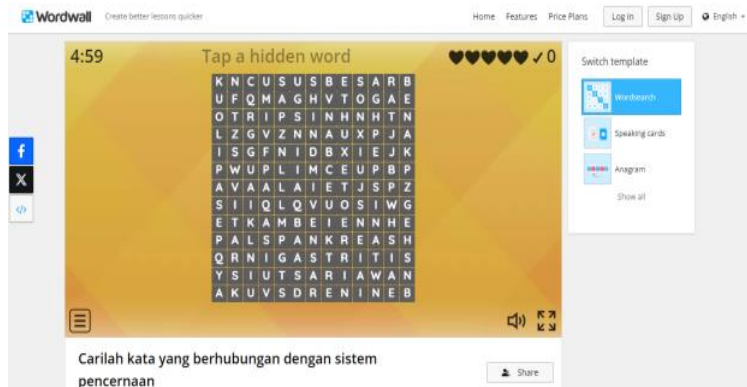 Wordwall Create better lessons quicker Home Features Price Plans Log in Sign Up English
4:59 Tap a hidden word 0
K N C U S U S B E S A R B
U F Q M A G H V T O G A E
O T R I P S I N H N H T N
L Z G V Z N N A U X P J A
I S G F N I D B X I E J K
P W U P L I M C E U P B P
A V A A L A I E T J S P Z
S I I Q L Q V U O S I W G
E T K A M B E I E N N H E
P A L S P A N K R E A S H
Q R N I G A S T R I T I S
Y S I U T S A R I A W A N
A K U V S D R E N I N E B
Switch template
Wordsearch
Speaking cards
Anagram
Show all
Carilah kata yang berhubungan dengan sistem
pencernaan
Share